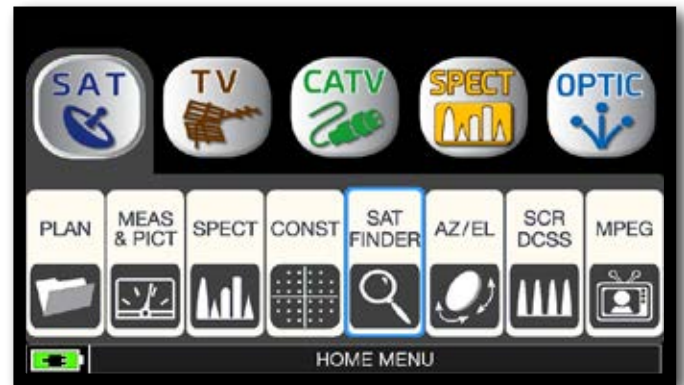 SAT
TV
CATV
SPECT
OPTIC
PLAN
MEAS
& PICT
SPECT
CONST
SAT
FINDER
AZ/EL
SCR
DCSS
MPEG
HOME MENU